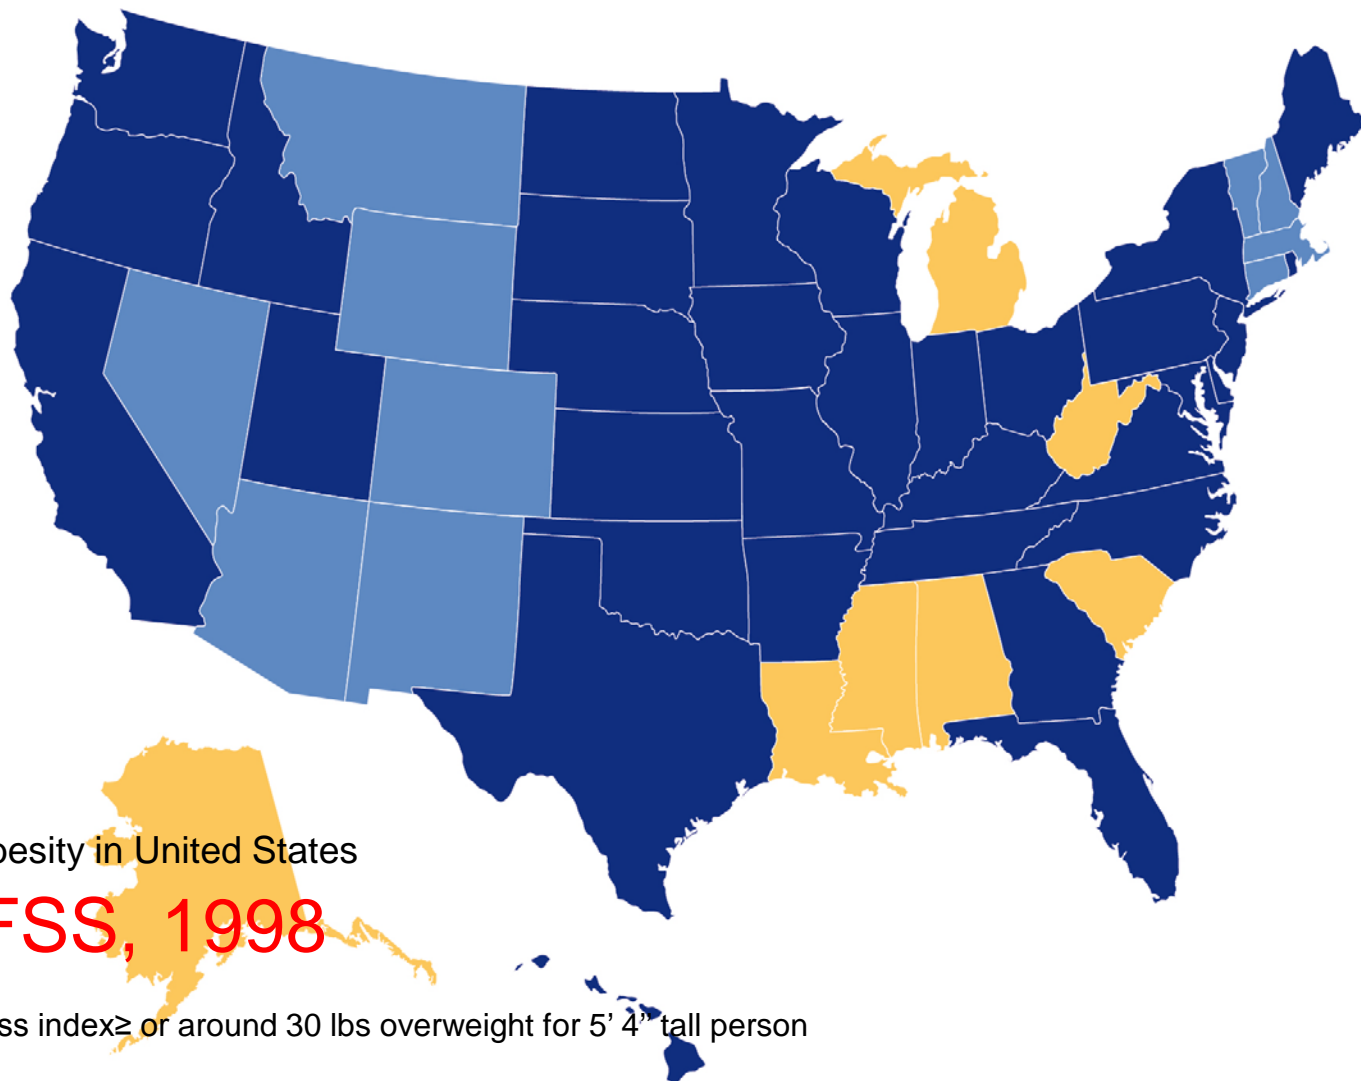 besity in United States
FSS, 1998
ss index≥ or around 30 lbs overweight for 5’ 4” tall person